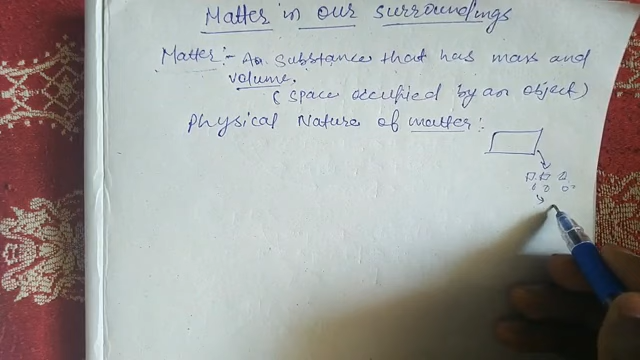 Matter in our surroundings
Matter:- An Substance that has mass and
volume.
( Space occupied by an object)
Physical Nature of matter: